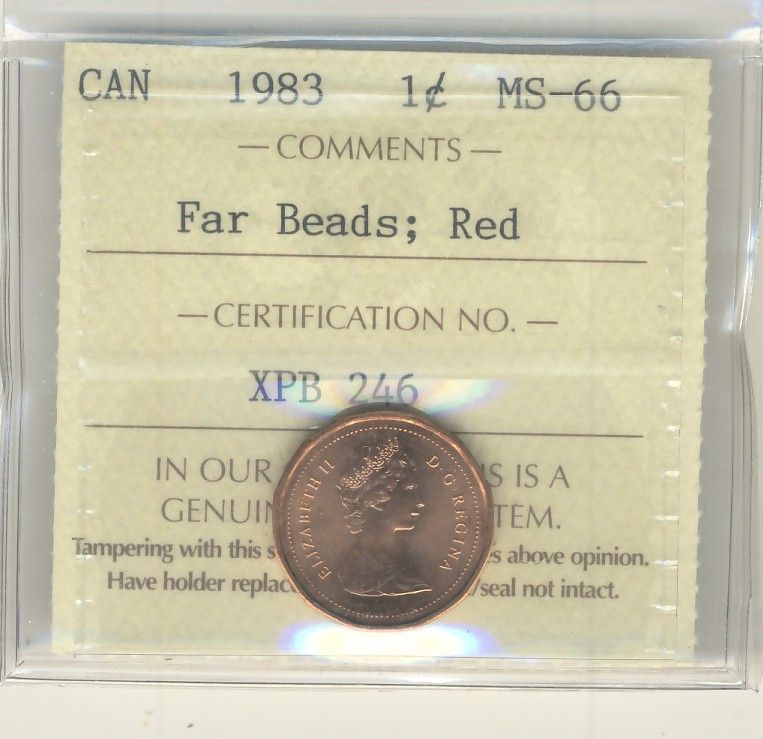 CAN 1983 1¢ MS-66
— COMMENTS —
Far Beads; Red
— CERTIFICATION NO. —
XPB 246
IN OUR S IS A
GENUIN TEM.
Tampering with this s s above opinion.
Have holder replac /seal not intact.
ELIZABETH II D·G·REGINA